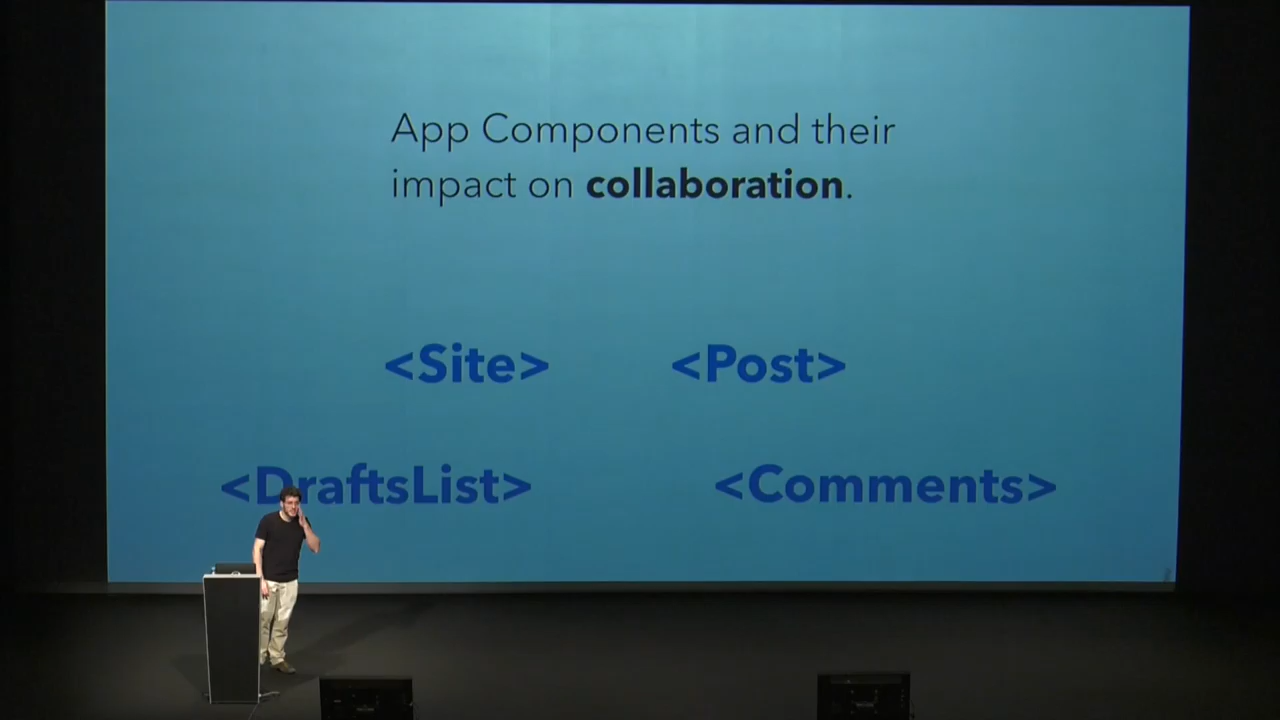 App Components and their
impact on collaboration.
<Site> <Post>
<DraftsList> <Comments>